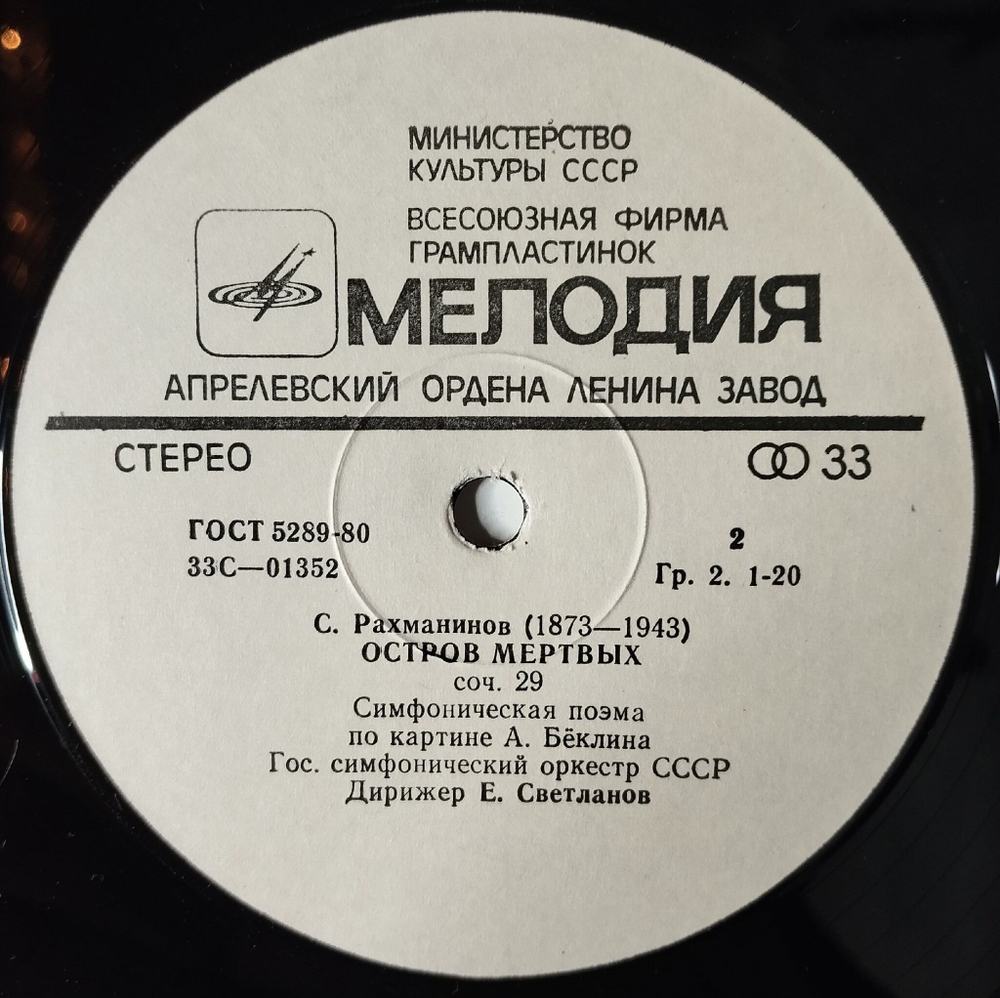 МИНИСТЕРСТВО
КУЛЬТУРЫ СССР
ВСЕСОЮЗНАЯ ФИРМА
ГРАМПЛАСТИНОК
МЕЛОДИЯ
АПРЕЛЕВСКИЙ ОРДЕНА ЛЕНИНА ЗАВОД
СТЕРЕО 33
ГОСТ 5289-80 2
33С—01352 Гр. 2. 1-20
С. Рахманинов (1873—1943)
ОСТРОВ МЕРТВЫХ
соч. 29
Симфоническая поэма
по картине А. Бёклина
Гос. симфонический оркестр СССР
Дирижер Е. Светланов